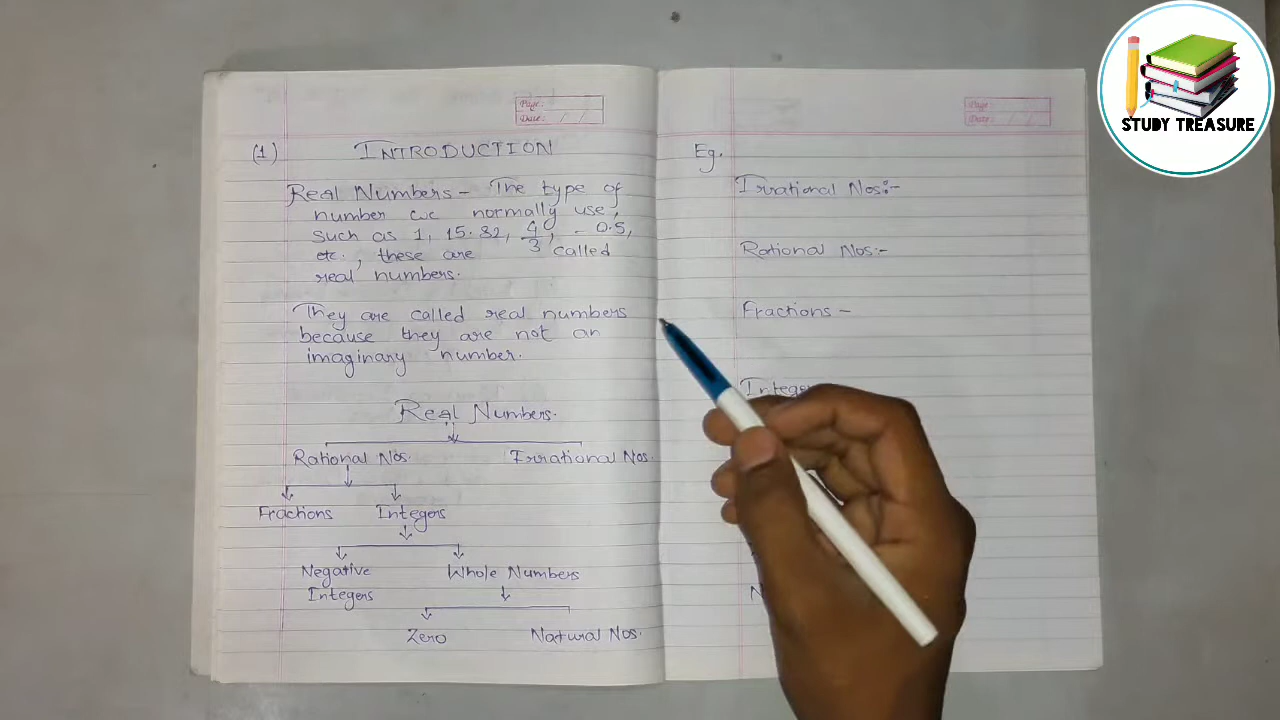 STUDY TREASURE
Page:
Date: / /
(1) INTRODUCTION
Real Numbers - The type of
number we normally use,
such as 1, 15.82, 4/3, -0.5,
etc., these are called
real numbers.
They are called real numbers
because they are not an
imaginary number.
Real Numbers.
Rational Nos. Irrational Nos.
Fractions Integers
Negative Whole Numbers
Integers
Zero Natural Nos.
Page:
Date: / /
Eg.
Irrational Nos:-
Rational Nos:-
Fractions -